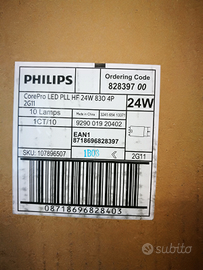 PHILIPS
Ordering Code
828397 00
CorePro LED PLL HF 24W 830 4P
2G11
24W
10 Lamps
1CT/10
9290 019 20402
EAN1
8718696828397
SKU: 107896507
2G11
08718696828403
subito